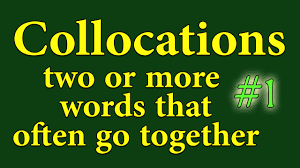 Collocations
two or more
words that
often go together
#1